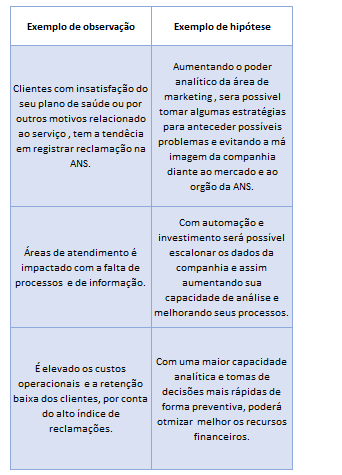 Exemplo de observação
Exemplo de hipótese
Clientes com insatisfação do
seu plano de saúde ou por
outros motivos relacionado
ao serviço , tem a tendêcia
em registrar reclamação na
ANS.
Aumentando o poder
analítico da área de
marketing , sera possivel
tomar algumas estratégias
para anteceder possíveis
problemas e evitando a má
imagem da companhia
diante ao mercado e ao
orgão da ANS.
Áreas de atendimento é
impactado com a falta de
processos e de informação.
Com automação e
investimento será possível
escalonar os dados da
companhia e assim
aumentando sua
capacidade de análise e
melhorando seus processos.
É elevado os custos
operacionais e a retenção
baixa dos clientes, por conta
do alto índice de
reclamações.
Com uma maior capacidade
analítica e tomas de
decisões mais rápidas de
forma preventiva, poderá
otmizar melhor os recursos
financeiros.